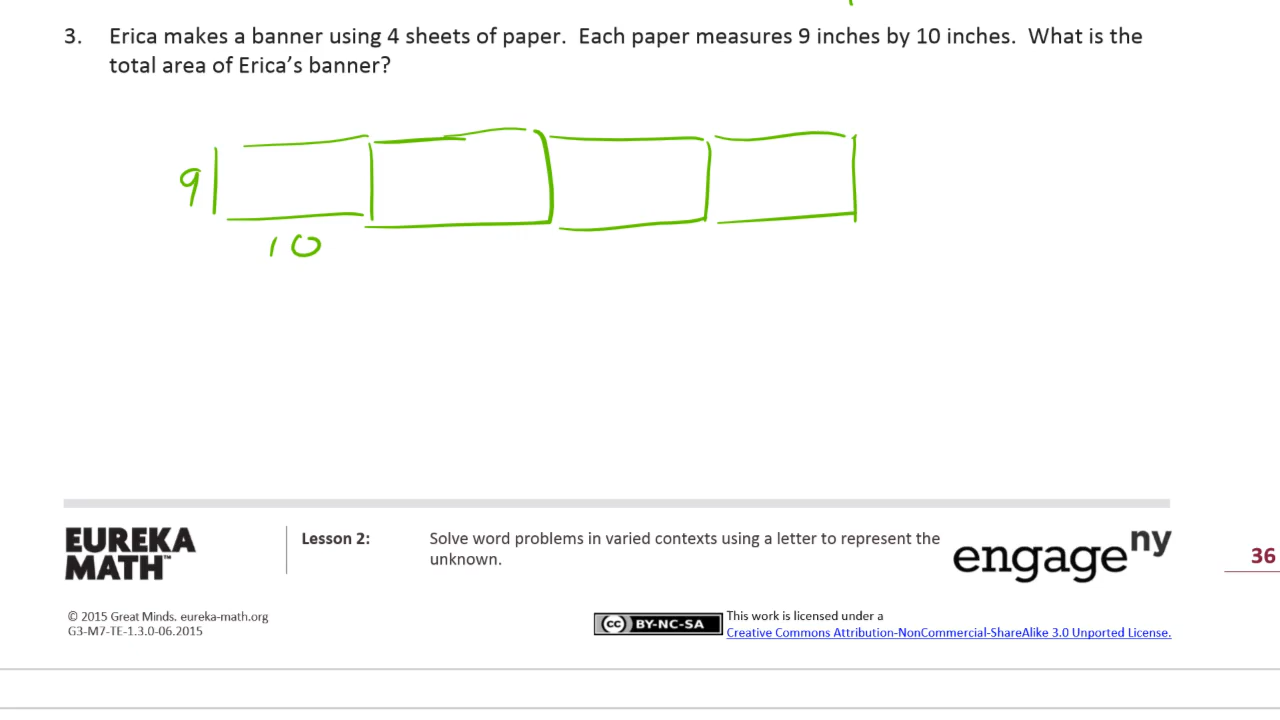 3. Erica makes a banner using 4 sheets of paper. Each paper measures 9 inches by 10 inches. What is the
total area of Erica's banner?
9
10
EUREKA
MATH™
Lesson 2:
Solve word problems in varied contexts using a letter to represent the
unknown.
engage ny
36
© 2015 Great Minds. eureka-math.org
G3-M7-TE-1.3.0-06.2015
cc BY-NC-SA
This work is licensed under a
Creative Commons Attribution-NonCommercial-ShareAlike 3.0 Unported License.